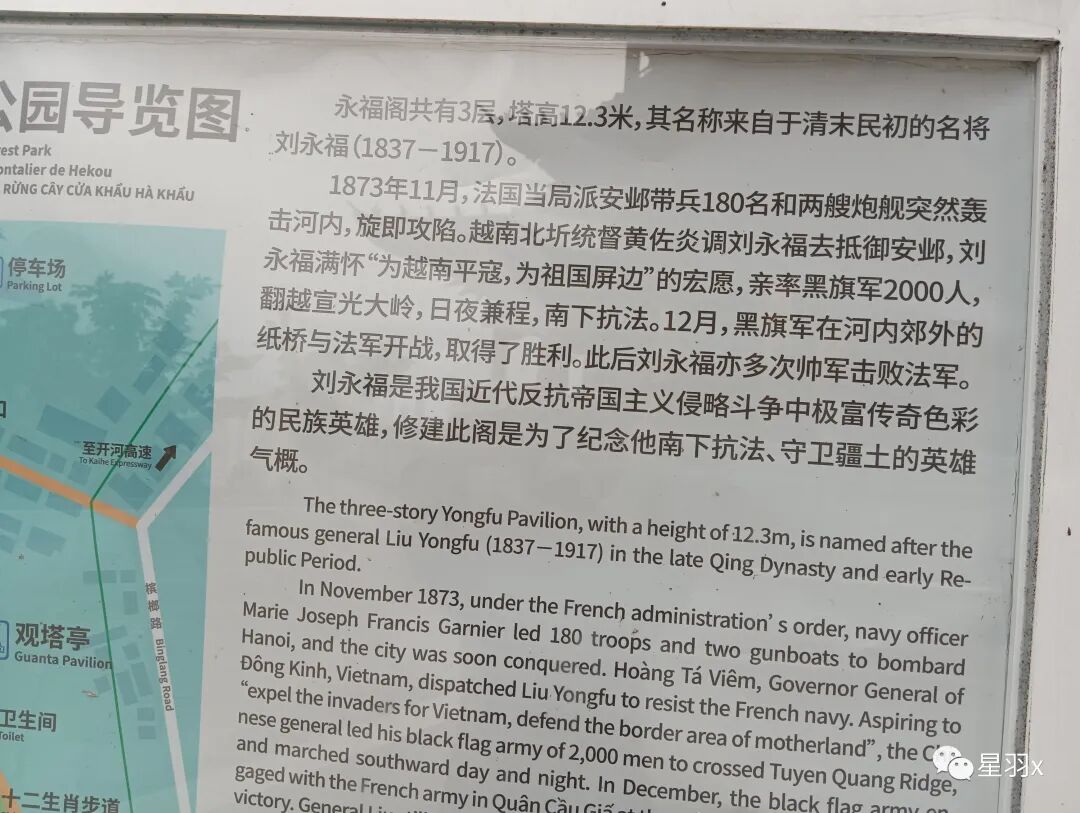 公园导览图
rest Park
ontalier de Hekou
RỪNG CÂY CỬA KHẨU HÀ KHẨU
停车场
Parking Lot
口
至开河高速
To Kaihe Expressway
槟榔路 Binglang Road
观塔亭
Guanta Pavilion
卫生间
Toilet
十二生肖步道
永福阁共有3层，塔高12.3米，其名称来自于清末民初的名将
刘永福（1837－1917）。
1873年11月，法国当局派安邺带兵180名和两艘炮舰突然轰
击河内，旋即攻陷。越南北圻统督黄佐炎调刘永福去抵御安邺，刘
永福满怀“为越南平寇，为祖国屏边”的宏愿，亲率黑旗军2000人，
翻越宣光大岭，日夜兼程，南下抗法。12月，黑旗军在河内郊外的
纸桥与法军开战，取得了胜利。此后刘永福亦多次帅军击败法军。
刘永福是我国近代反抗帝国主义侵略斗争中极富传奇色彩
的民族英雄，修建此阁是为了纪念他南下抗法、守卫疆土的英雄
气概。
The three-story Yongfu Pavilion, with a height of 12.3m, is named after the
famous general Liu Yongfu (1837－1917) in the late Qing Dynasty and early Re-
public Period.
In November 1873, under the French administration’s order, navy officer
Marie Joseph Francis Garnier led 180 troops and two gunboats to bombard
Hanoi, and the city was soon conquered. Hoàng Tá Viêm, Governor General of
Đông Kinh, Vietnam, dispatched Liu Yongfu to resist the French navy. Aspiring to
“expel the invaders for Vietnam, defend the border area of motherland”, the Chi-
nese general led his black flag army of 2,000 men to crossed Tuyen Quang Ridge,
and marched southward day and night. In December, the black flag army en-
gaged with the French army in Quân Cầu Giấ
victory. General
星羽x